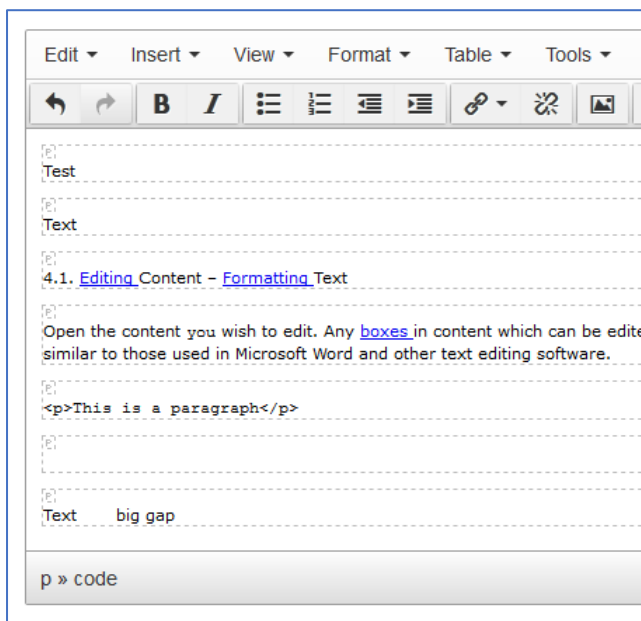 Edit Insert View Format Table Tools
B I
P
Test
P
Text
P
4.1. Editing Content – Formatting Text
P
Open the content you wish to edit. Any boxes in content which can be edite
similar to those used in Microsoft Word and other text editing software.
P
<p>This is a paragraph</p>
P
P
Text big gap
p » code